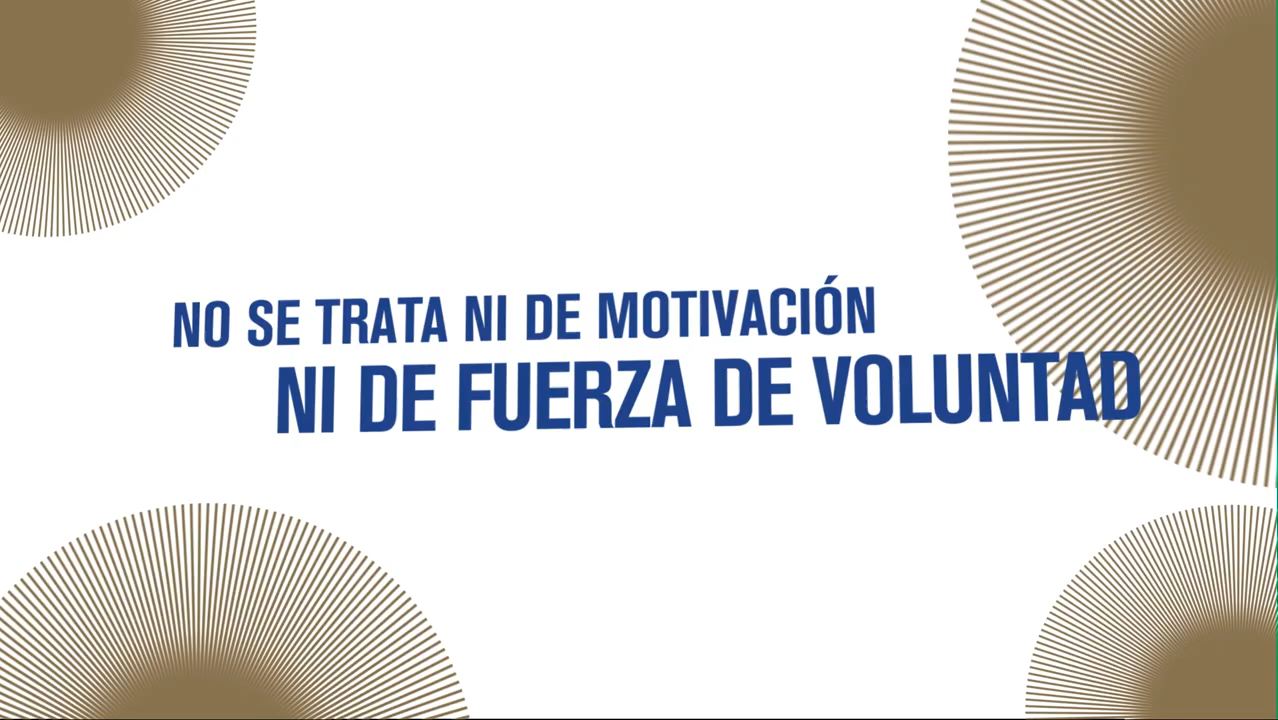 NO SE TRATA NI DE MOTIVACIÓN
NI DE FUERZA DE VOLUNTAD